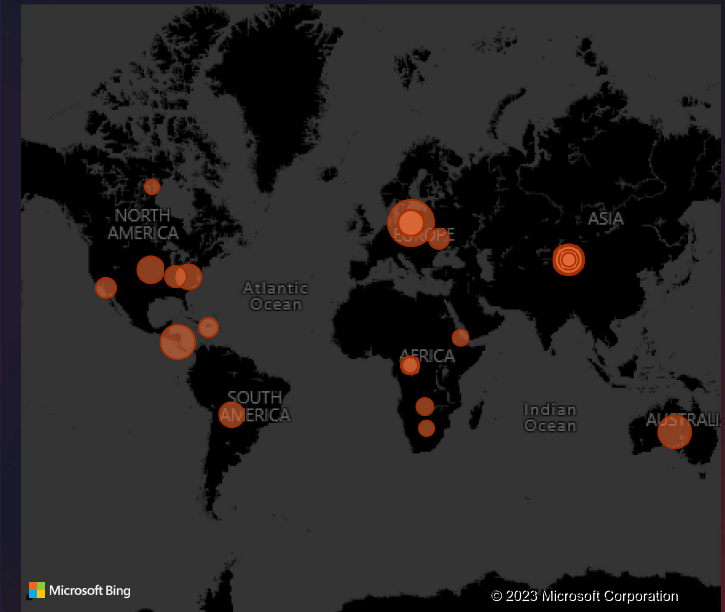 NORTH
AMERICA
ASIA
EUROPE
Atlantic
Ocean
AFRICA
SOUTH
AMERICA
Indian
Ocean
AUSTRALI
Microsoft Bing
© 2023 Microsoft Corporation